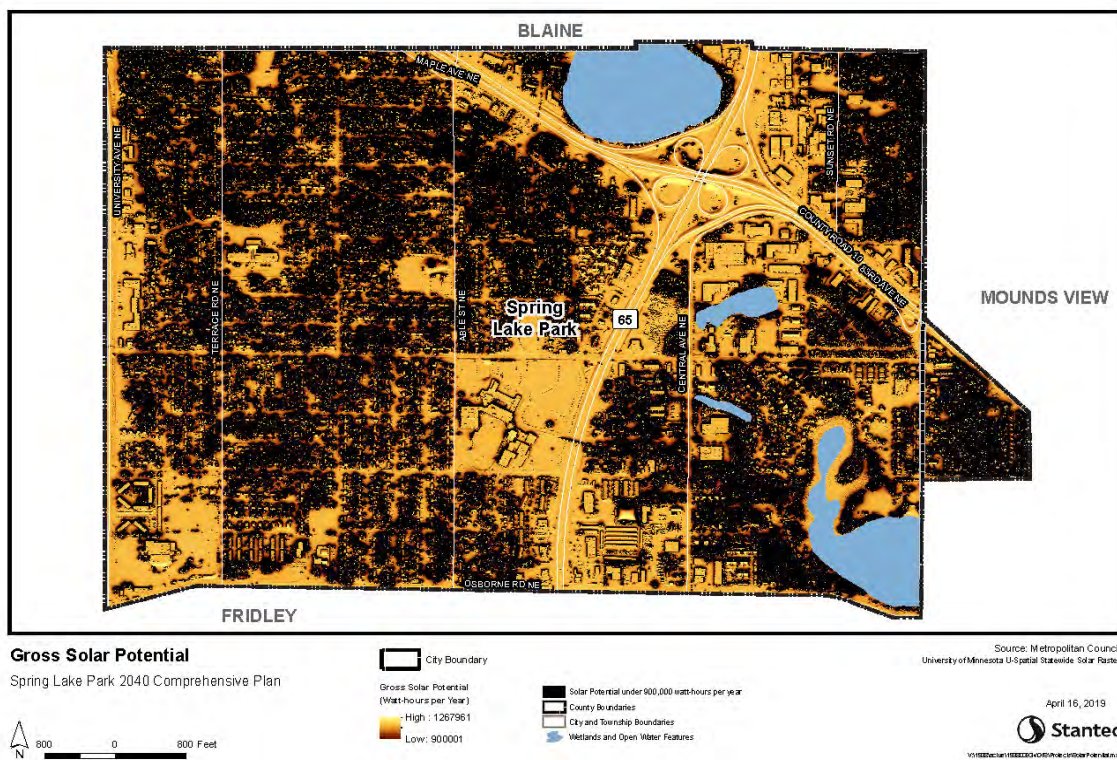 BLAINE
MAPLE AVE NE
UNIVERSITY AVE NE
SUNSET RD NE
COUNTY ROAD 10
83RD AVE NE
MOUNDS VIEW
Spring
Lake Park
65
TERRACE RD NE
ABLE ST NE
CENTRAL AVE NE
OSBORNE RD NE
FRIDLEY
Gross Solar Potential
Spring Lake Park 2040 Comprehensive Plan
N
800 0 800 Feet
City Boundary
Gross Solar Potential
(Watt-hours per Year)
High : 1267961
Low: 900001
Solar Potential under 900,000 watt-hours per year
County Boundaries
City and Township Boundaries
Wetlands and Open Water Features
Source: Metropolitan Counci
University of Minnesota U-Spatial Statewide Solar Raste
April 16, 2019
Stantec